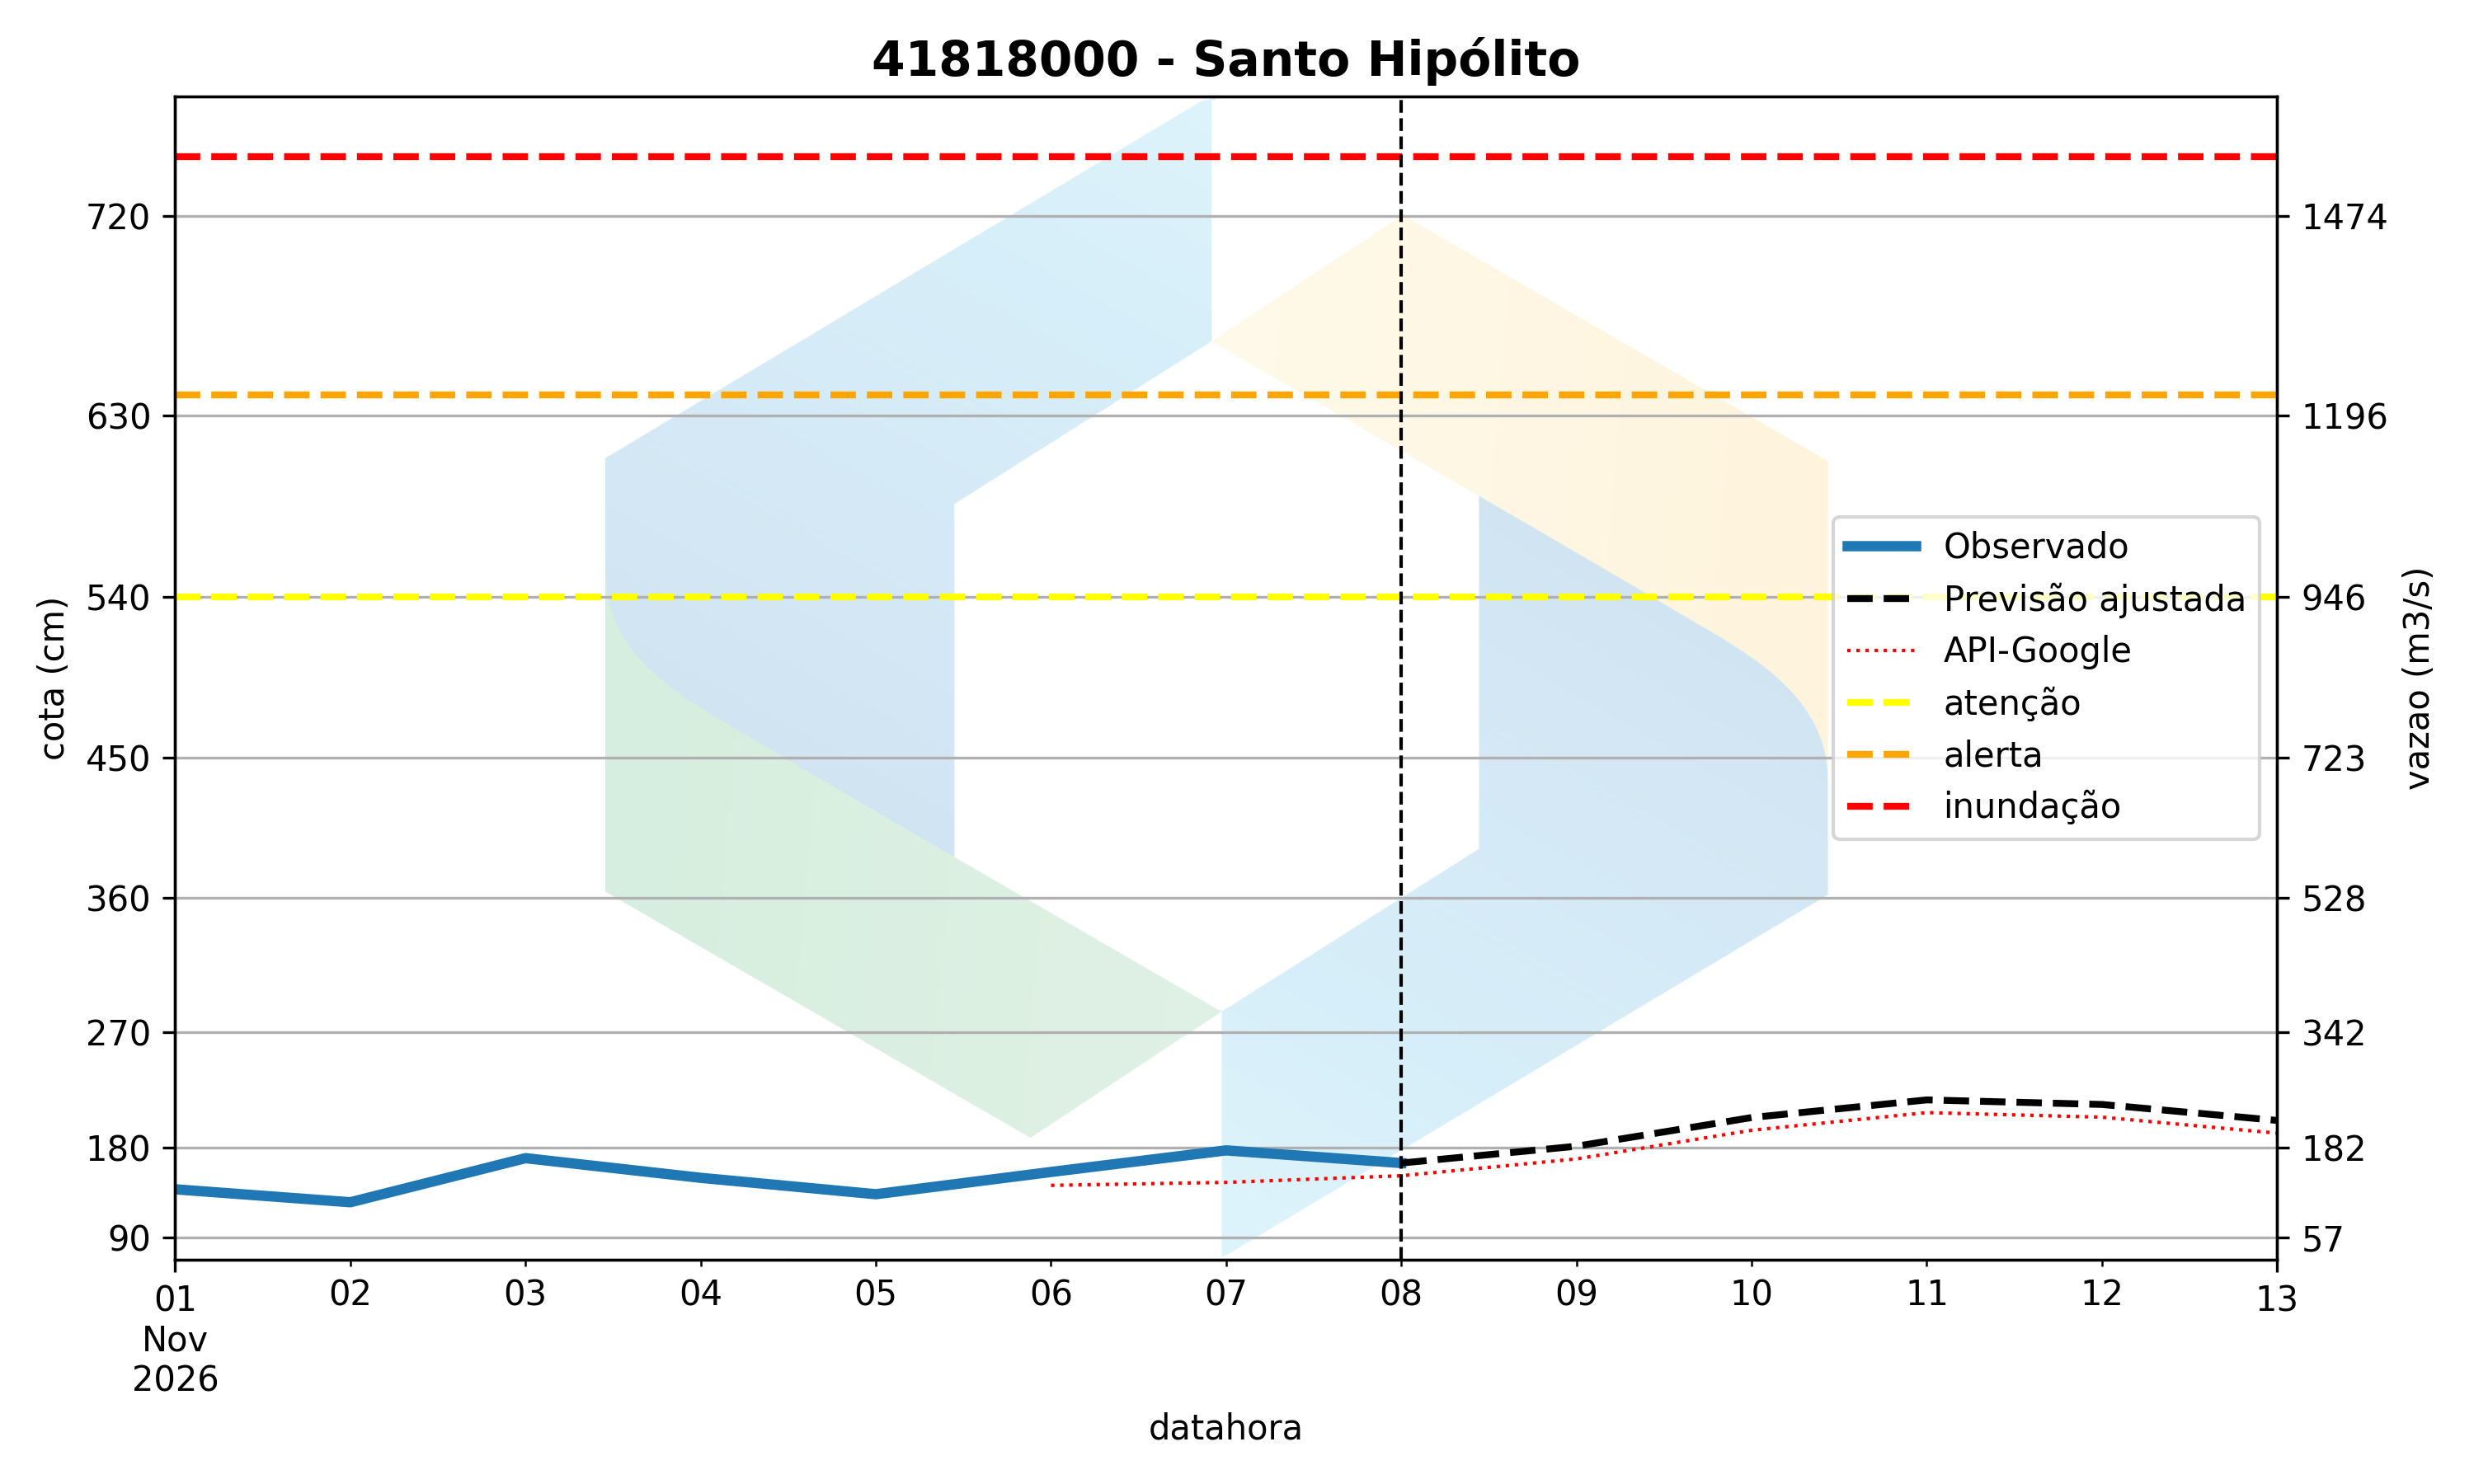 41818000 - Santo Hipólito
720
630
540
450
360
270
180
90
cota (cm)
1474
1196
946
723
528
342
182
57
vazao (m3/s)
Observado
Previsão ajustada
API-Google
atenção
alerta
inundação
01 02 03 04 05 06 07 08 09 10 11 12 13
Nov
2026
datahora